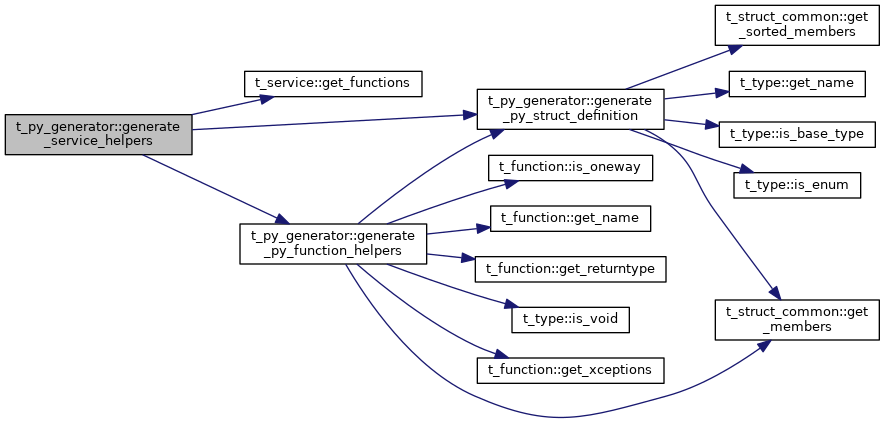 t_py_generator::generate
_service_helpers
t_service::get_functions
t_py_generator::generate
_py_function_helpers
t_py_generator::generate
_py_struct_definition
t_function::is_oneway
t_function::get_name
t_function::get_returntype
t_type::is_void
t_function::get_xceptions
t_struct_common::get
_sorted_members
t_type::get_name
t_type::is_base_type
t_type::is_enum
t_struct_common::get
_members